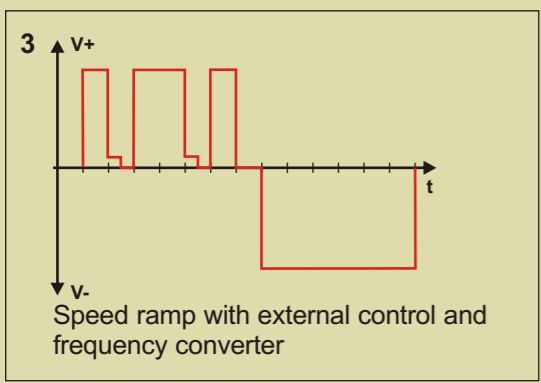 3
V+
t
V-
Speed ramp with external control and
frequency converter